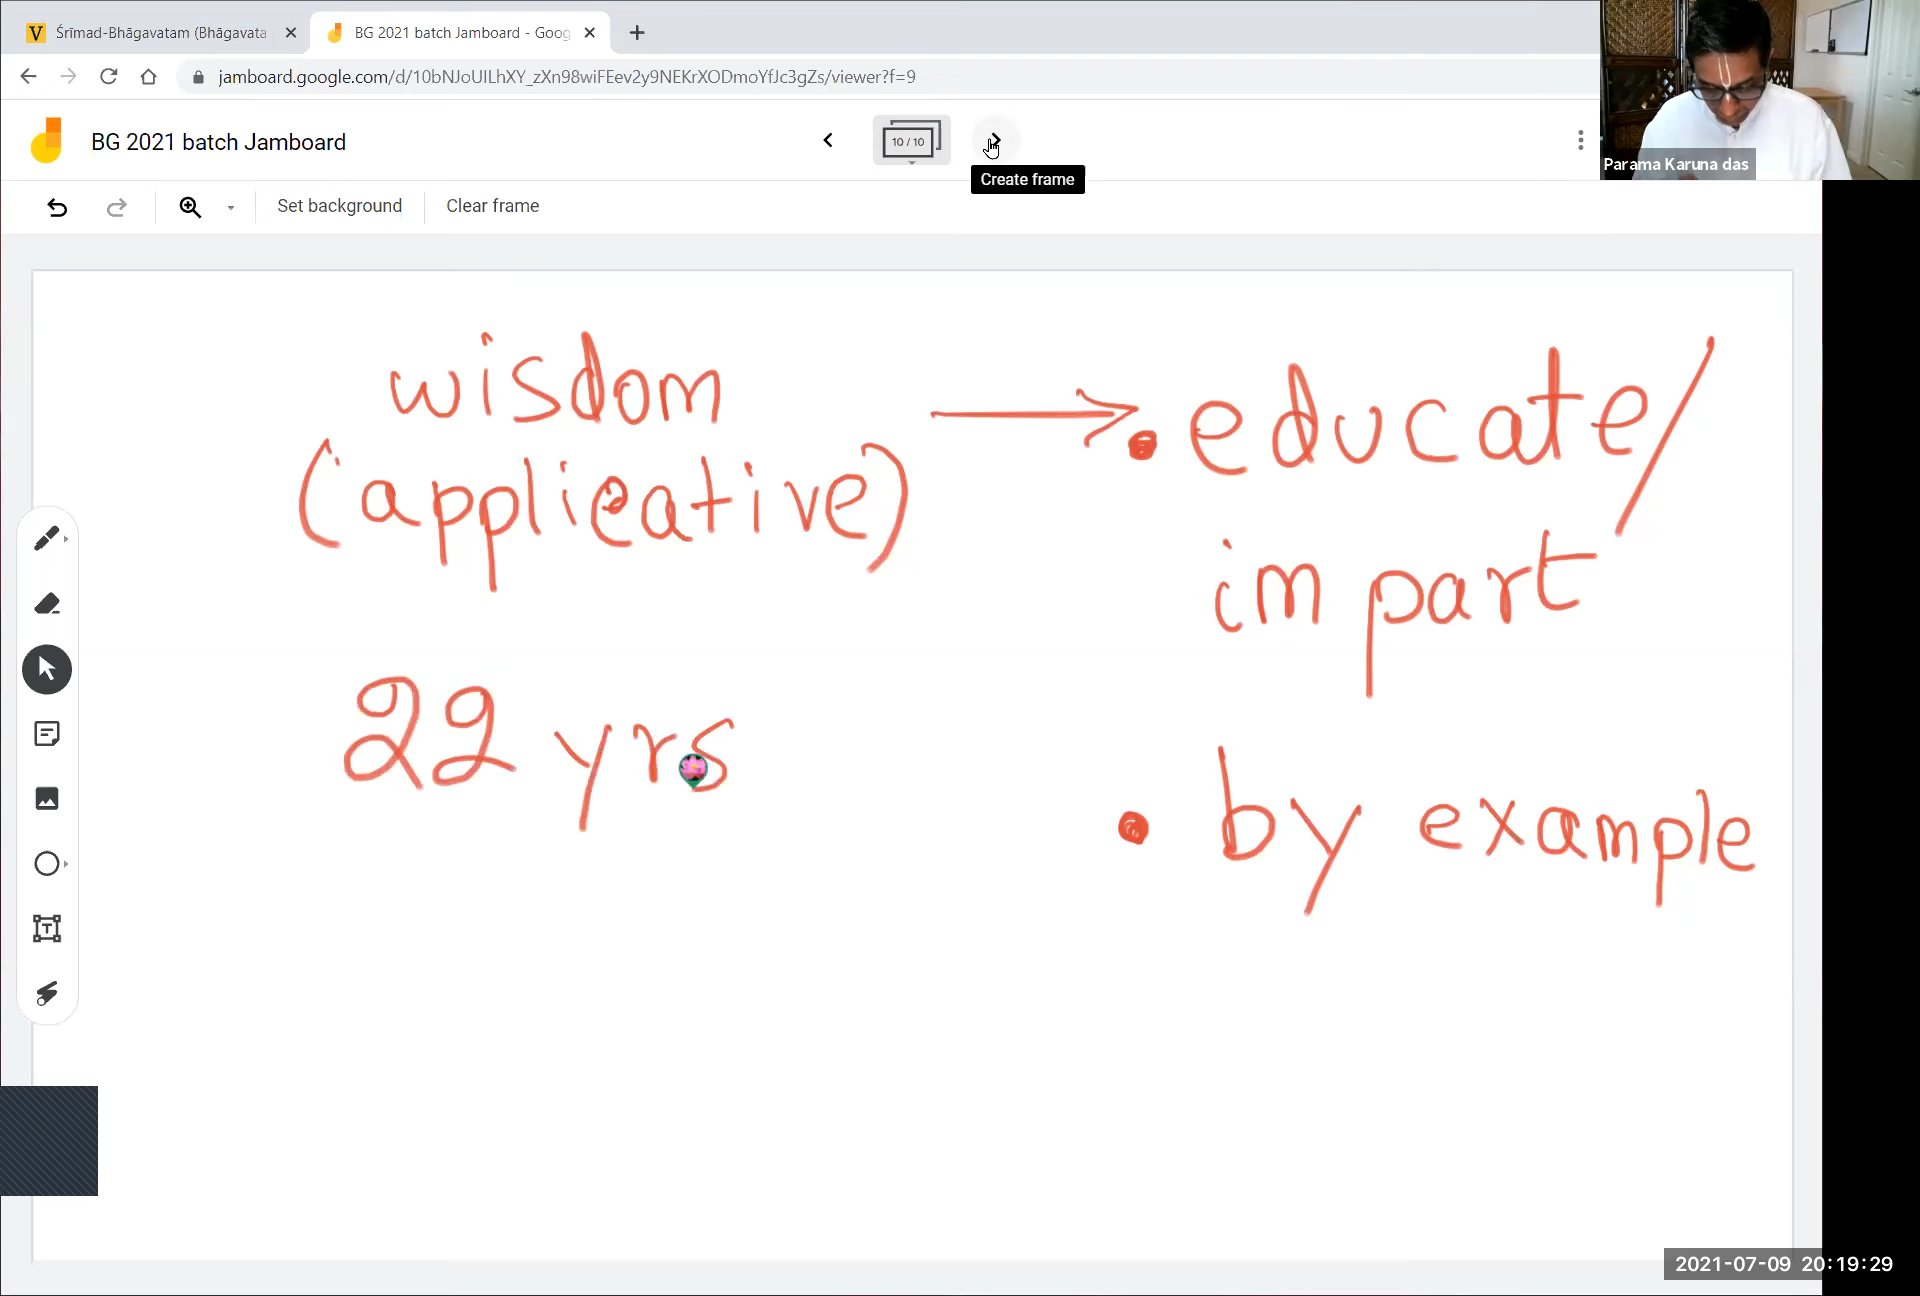 Śrīmad-Bhāgavatam (Bhāgavata
BG 2021 batch Jamboard - Goog
jamboard.google.com/d/10bNJoUILhXY_zXn98wiFEev2y9NEKrXODmoYfJc3gZs/viewer?f=9
BG 2021 batch Jamboard
10 / 10
Create frame
Parama Karuna das
Set background
Clear frame
wisdom
(applicative)
educate/
impart
22 yrs
by example
2021-07-09 20:19:29